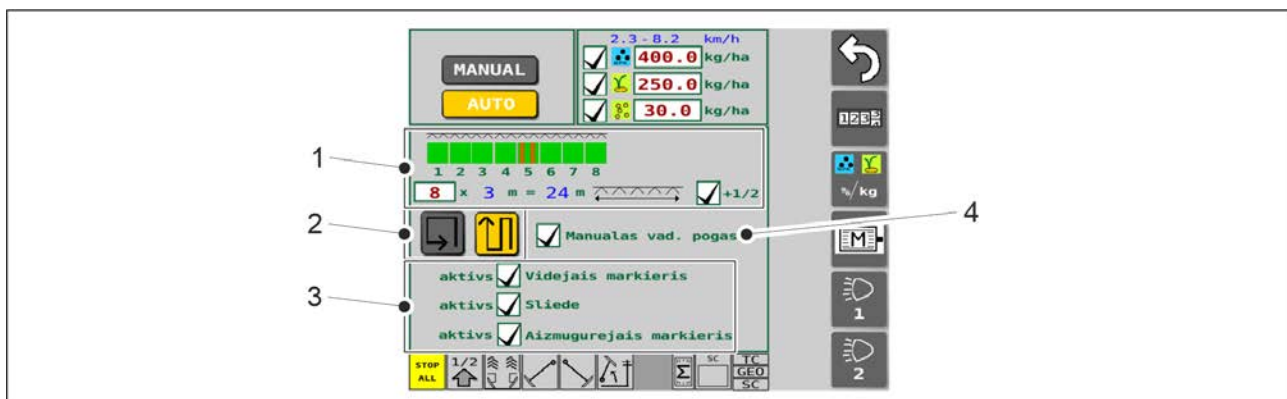 2.3 - 8.2 km/h
MANUAL
AUTO
400.0 kg/ha
250.0 kg/ha
30.0 kg/ha
1
1 2 3 4 5 6 7 8
8 x 3 m = 24 m +1/2
2
Manualas vad. pogas
4
3
aktivs Videjais markieris
aktivs Sliede
aktivs Aizmugurejais markieris
STOP ALL
1/2
Σ
SC
TC
GEO
SC
%/kg
M
1
2